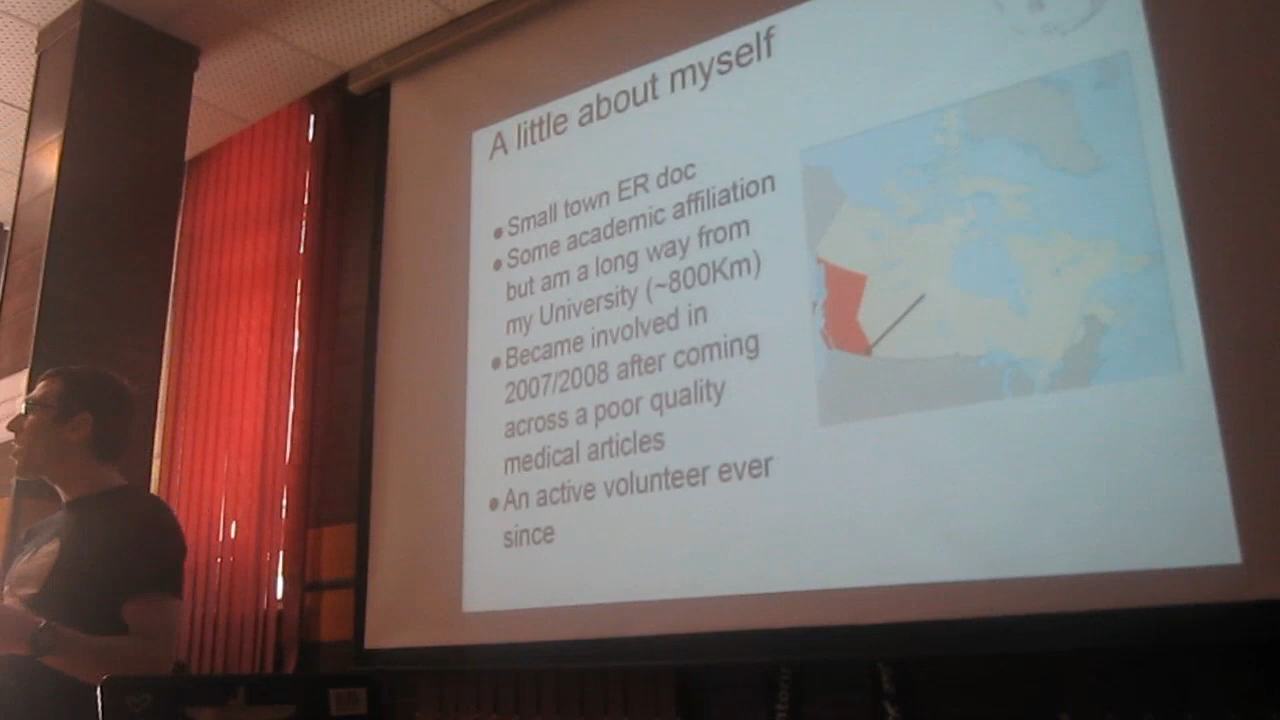 A little about myself
• Small town ER doc
• Some academic affiliation
but am a long way from
my University (~800Km)
• Became involved in
2007/2008 after coming
across a poor quality
medical articles
• An active volunteer ever
since